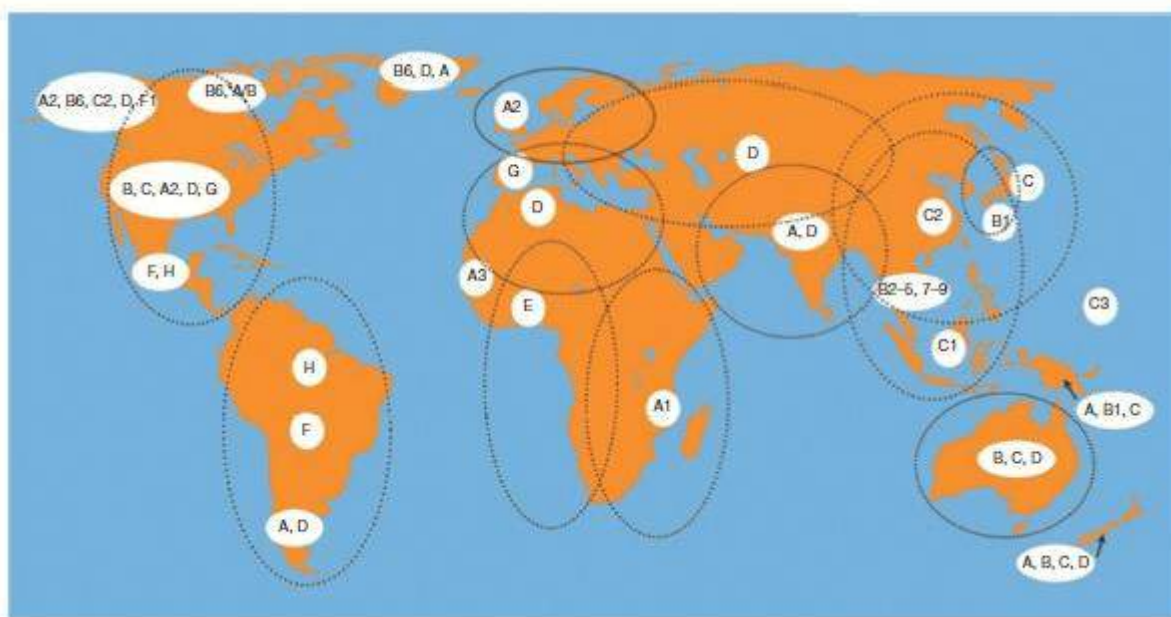 B6, D, A
A2, B6, C2, D, F1
B6, A/B
A2
D
G
B, C, A2, D, G
C
D
C2
B1
A, D
F, H
A3
B2–5, 7–9
E
C3
C1
H
A1
A, B1, C
F
B, C, D
A, D
A, B, C, D